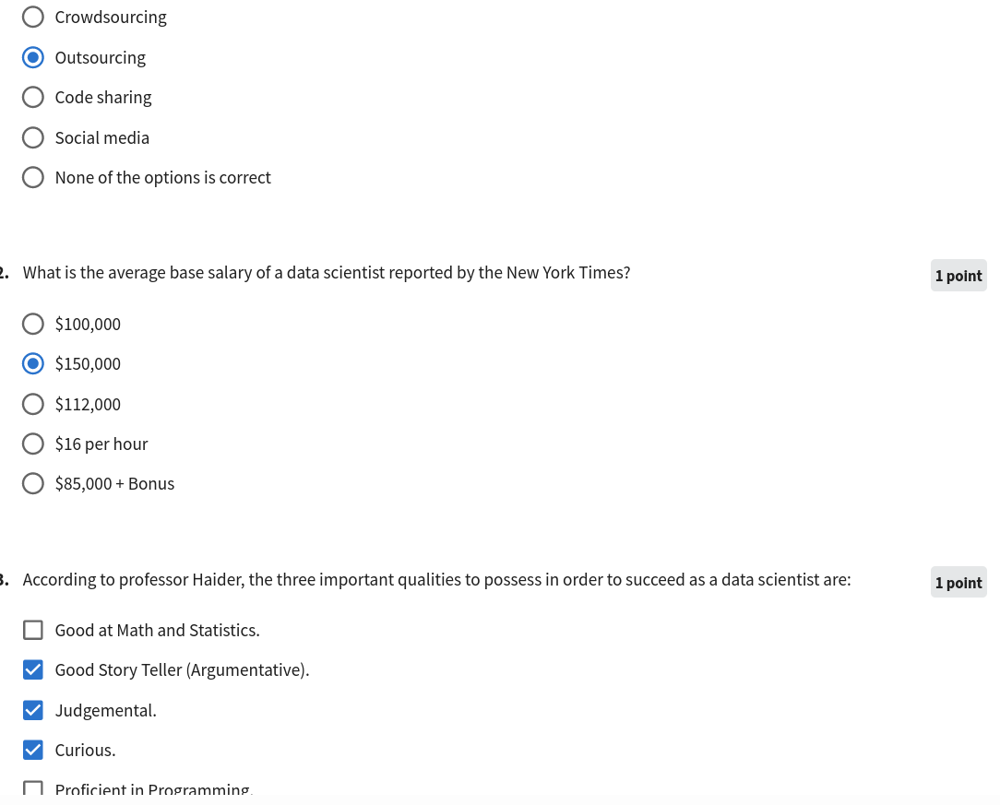 Crowdsourcing
Outsourcing
Code sharing
Social media
None of the options is correct
2. What is the average base salary of a data scientist reported by the New York Times?
1 point
$100,000
$150,000
$112,000
$16 per hour
$85,000 + Bonus
3. According to professor Haider, the three important qualities to possess in order to succeed as a data scientist are:
1 point
Good at Math and Statistics.
Good Story Teller (Argumentative).
Judgemental.
Curious.
Proficient in Programming.